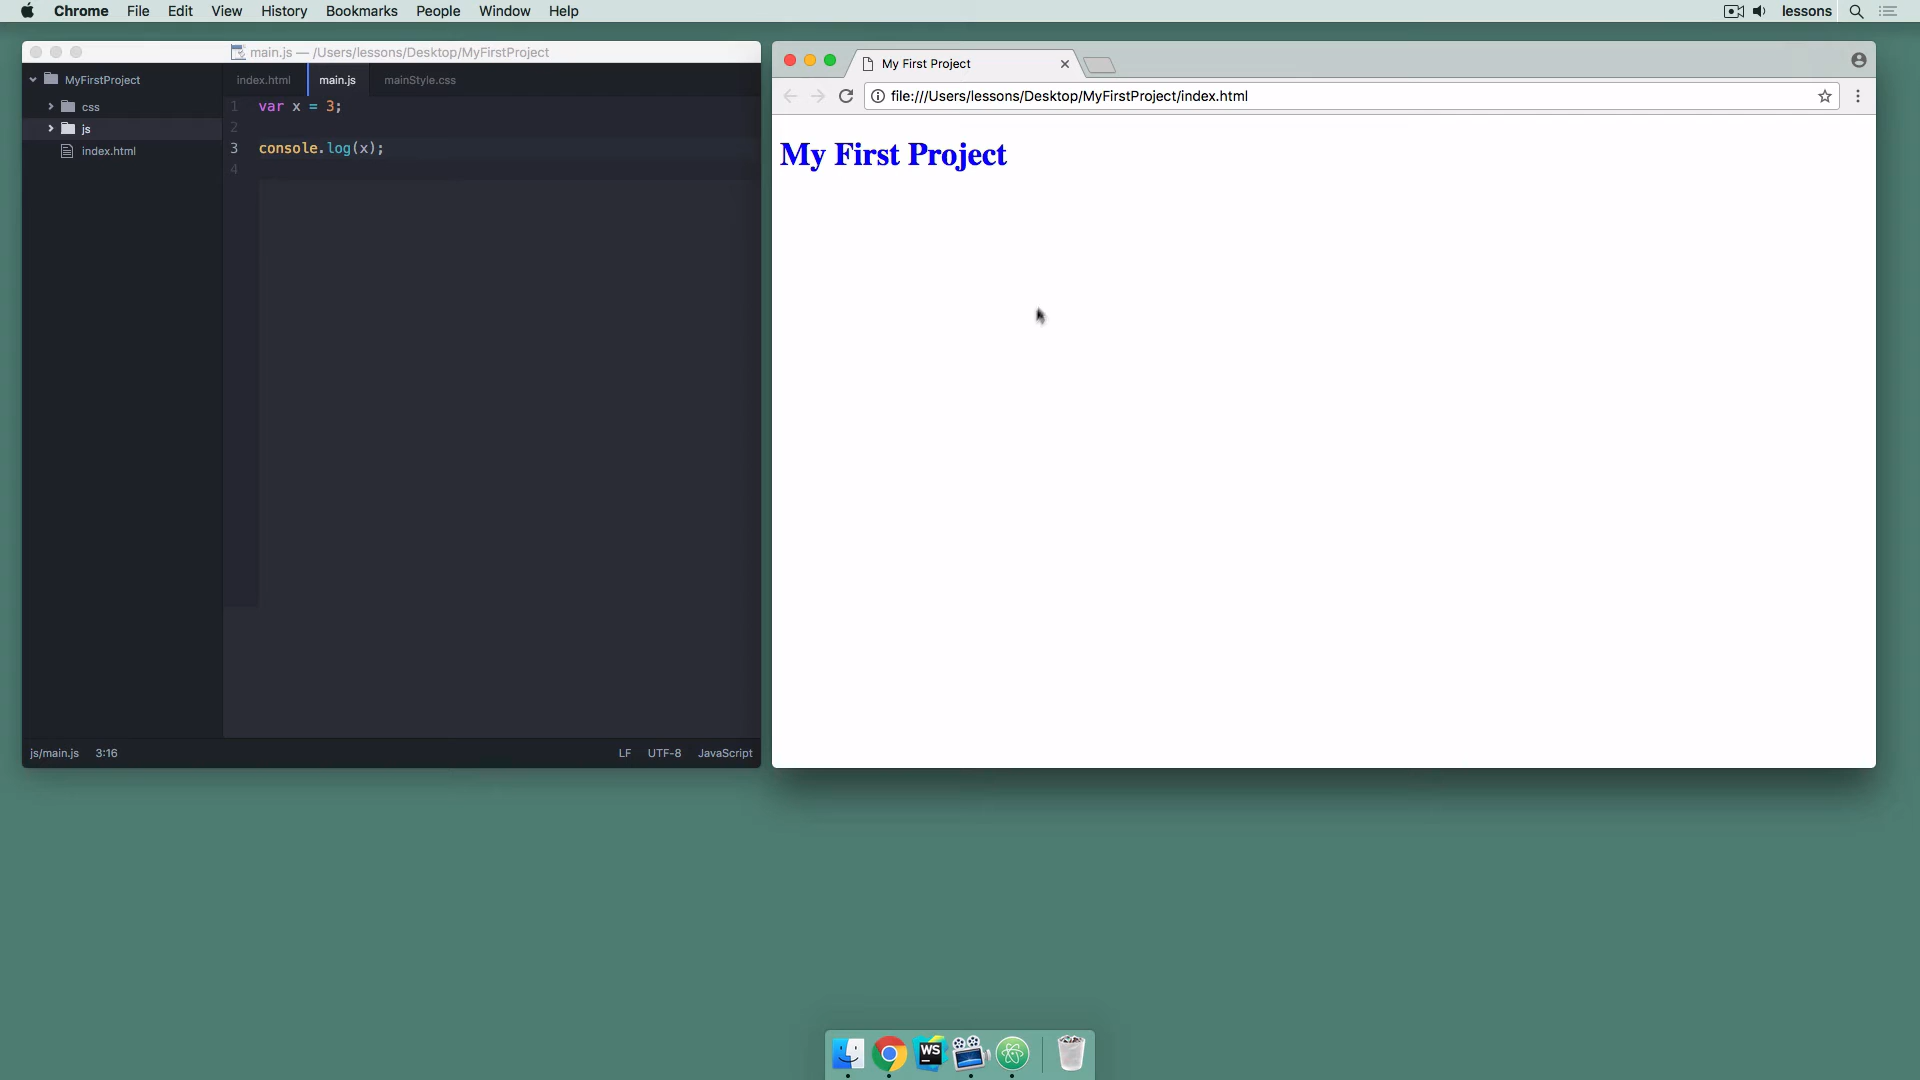 Chrome File Edit View History Bookmarks People Window Help lessons
main.js — /Users/lessons/Desktop/MyFirstProject
MyFirstProject
css
js
index.html
index.html main.js mainStyle.css
1 var x = 3;
2
3 console.log(x);
4
js/main.js 3:16 LF UTF-8 JavaScript
My First Project
file:///Users/lessons/Desktop/MyFirstProject/index.html
My First Project
WS